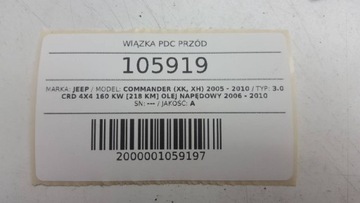 WIĄZKA PDC PRZÓD
105919
MARKA: JEEP / MODEL: COMMANDER (XK, XH) 2005 - 2010 / TYP: 3.0
CRD 4X4 160 KW [218 KM] OLEJ NAPĘDOWY 2006 - 2010
SN: --- / JAKOŚĆ: A
2000001059197